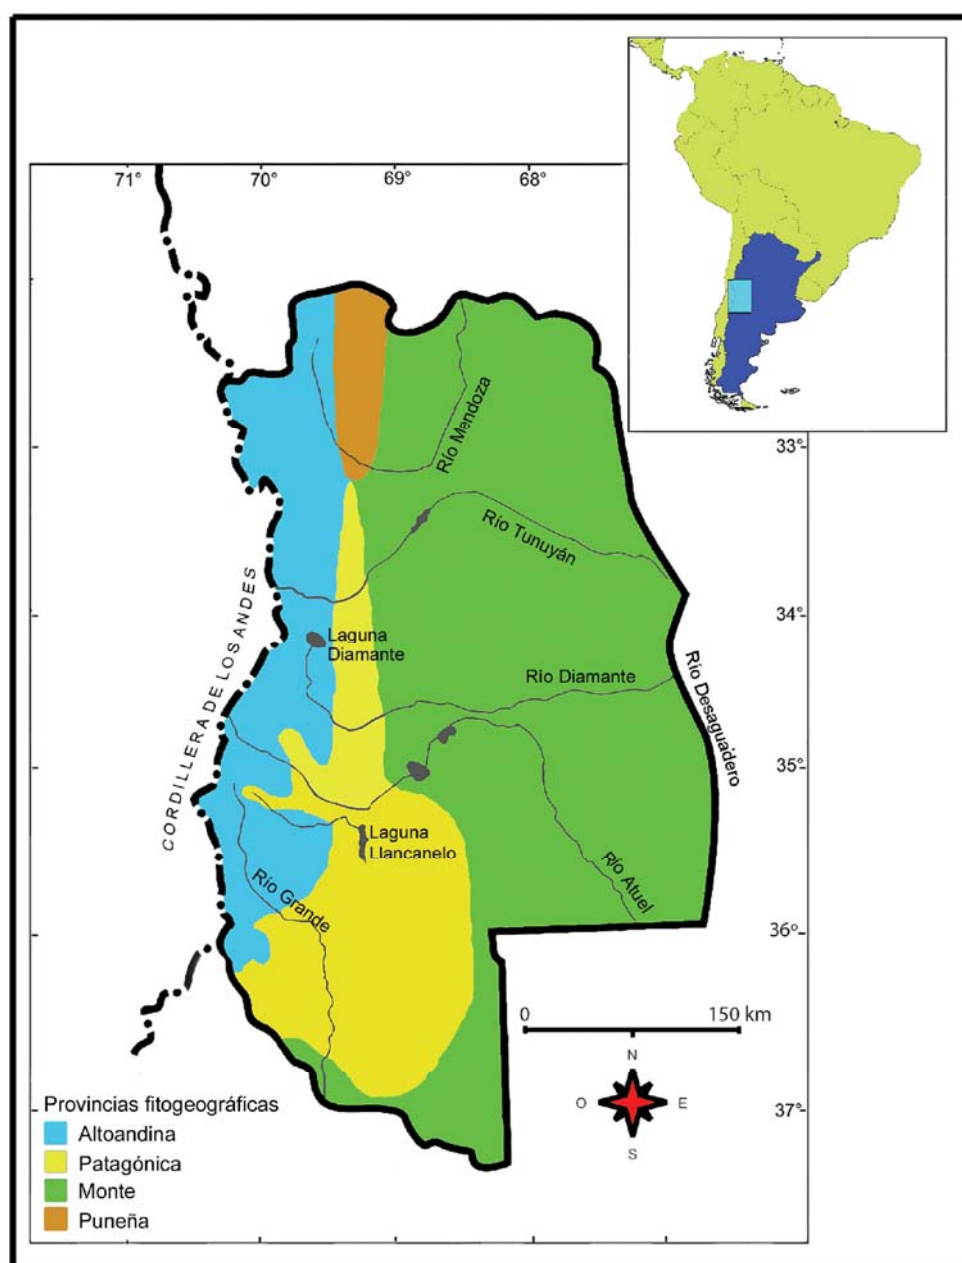 71°
70°
69°
68°
33°
34°
35°
36°
37°
Río Mendoza
Río Tunuyán
CORDILLERA DE LOS ANDES
Laguna
Diamante
Río Diamante
Río Desaguadero
Laguna
Llancanelo
Río Grande
Río Atuel
0 150 km
N
O E
S
Provincias fitogeográficas
Altoandina
Patagónica
Monte
Puneña